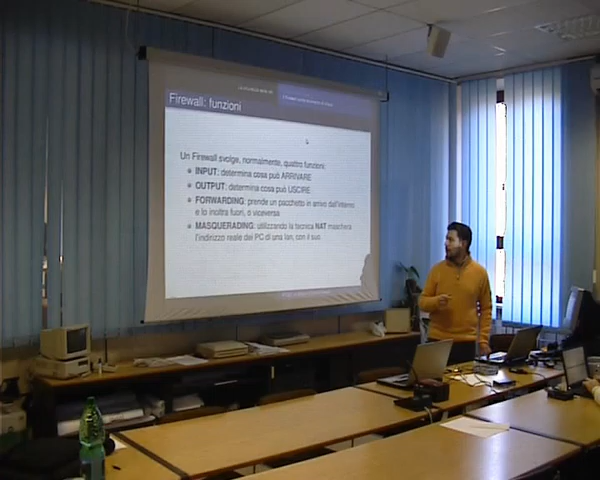 Firewall: funzioni
Un Firewall svolge, normalmente, quattro funzioni:
INPUT: determina cosa può ARRIVARE
OUTPUT: determina cosa può USCIRE
FORWARDING: prende un pacchetto in arrivo dall'interno
e lo inoltra fuori, o viceversa
MASQUERADING: utilizzando la tecnica NAT maschera
l'indirizzo reale dei PC di una lan, con il suo